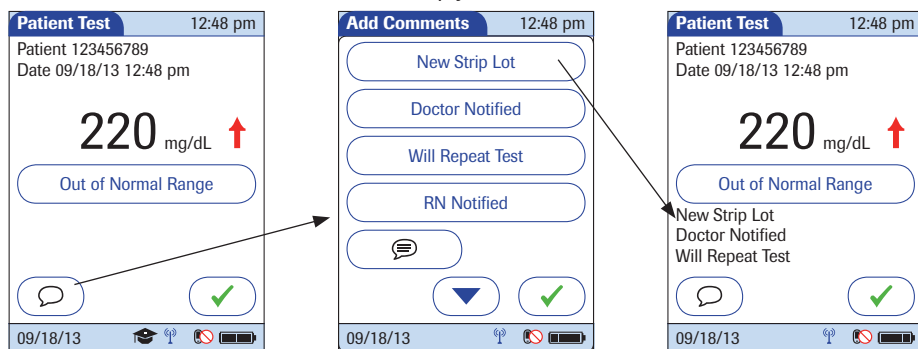 Patient Test 12:48 pm
Patient 123456789
Date 09/18/13 12:48 pm
220 mg/dL
Out of Normal Range
09/18/13
Add Comments 12:48 pm
New Strip Lot
Doctor Notified
Will Repeat Test
RN Notified
09/18/13
Patient Test 12:48 pm
Patient 123456789
Date 09/18/13 12:48 pm
220 mg/dL
Out of Normal Range
New Strip Lot
Doctor Notified
Will Repeat Test
09/18/13